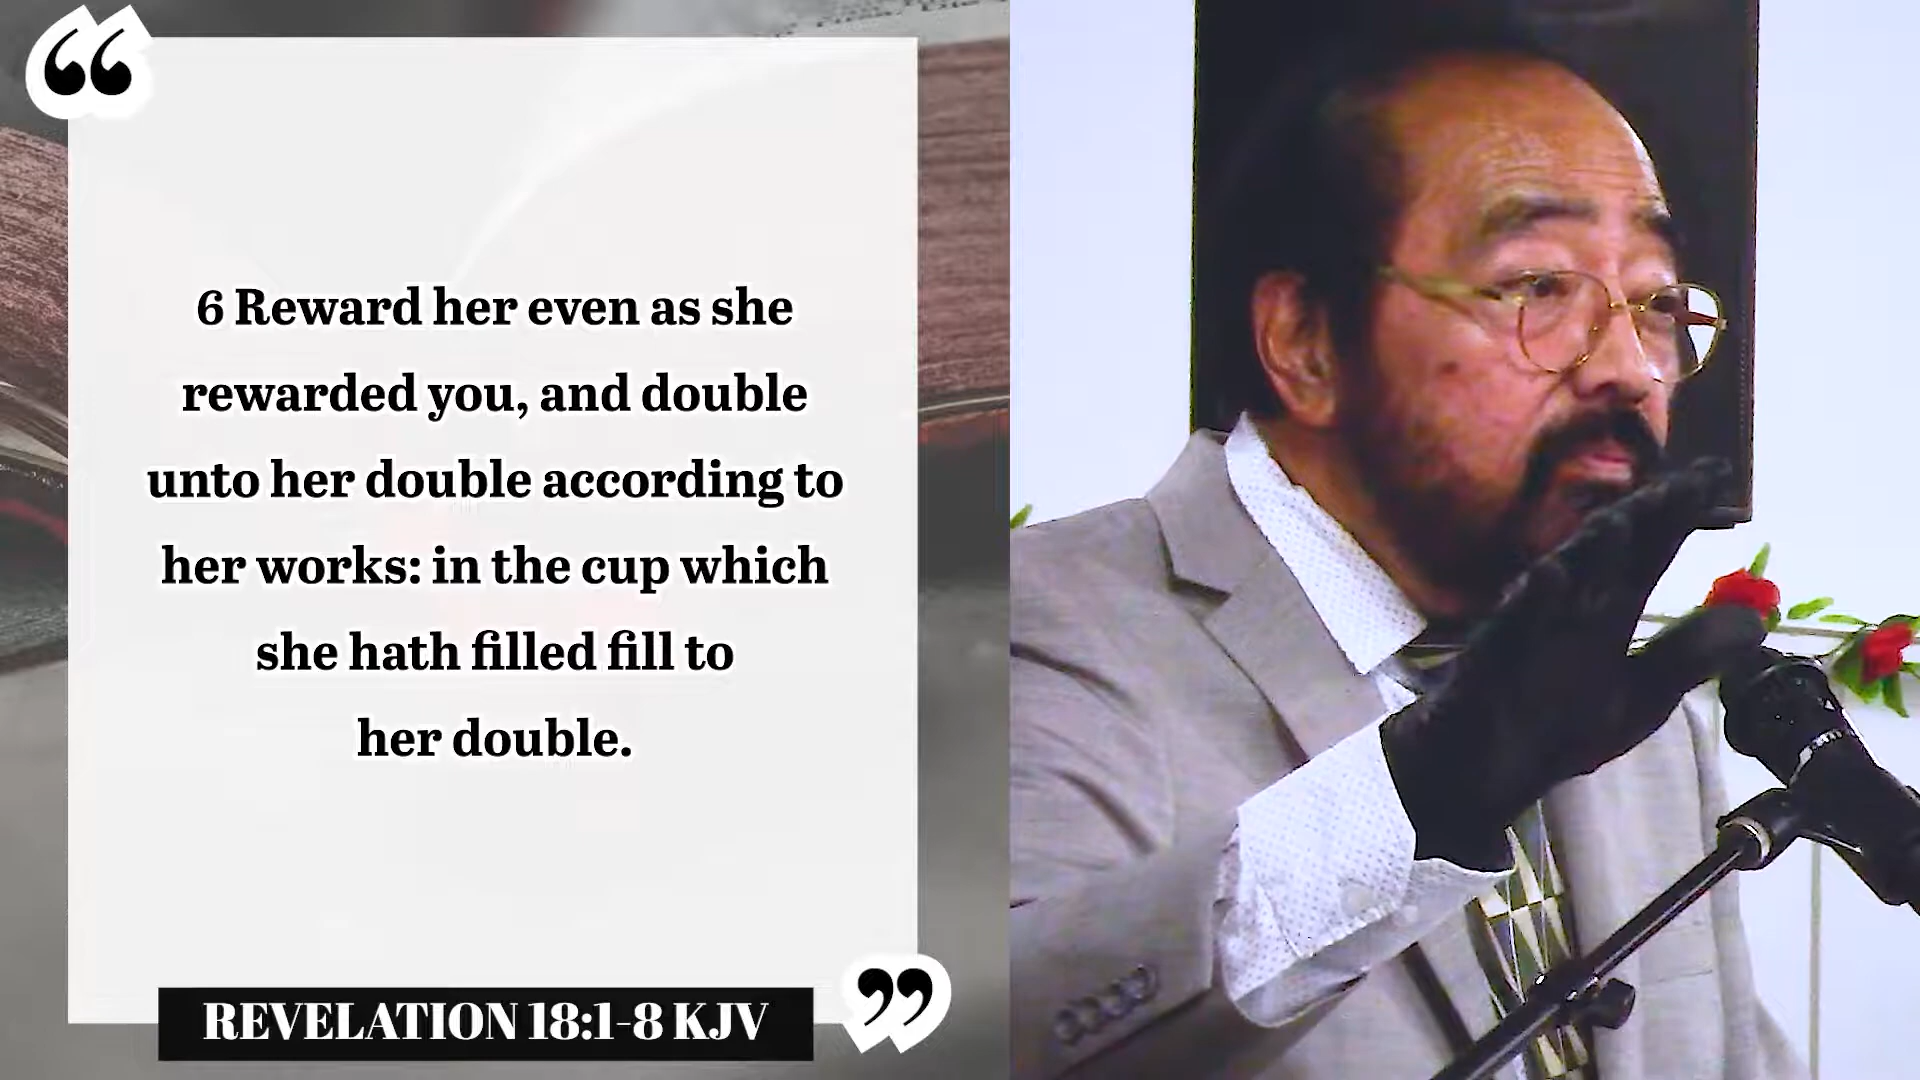 6 Reward her even as she
rewarded you, and double
unto her double according to
her works: in the cup which
she hath filled fill to
her double.
REVELATION 18:1-8 KJV